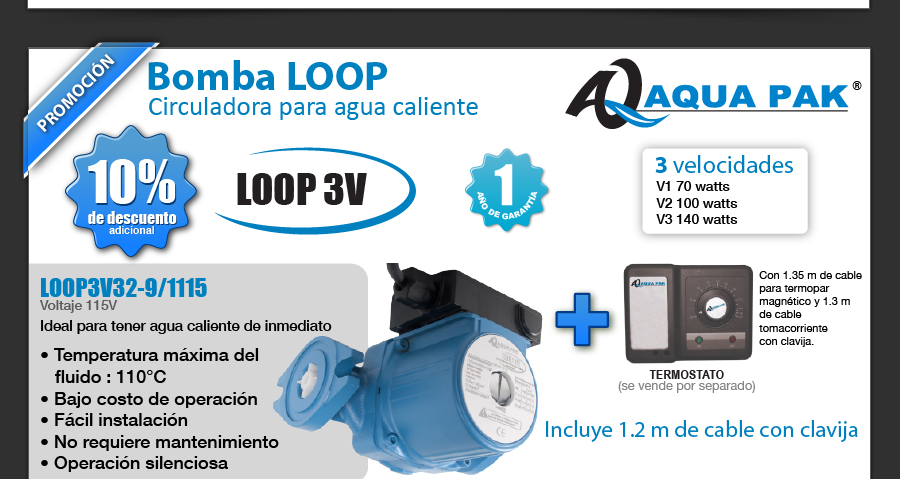 PROMOCIÓN
Bomba LOOP
Circuladora para agua caliente
AQUA PAK®
10%
de descuento
adicional
LOOP 3V
1
AÑO DE GARANTÍA
3 velocidades
V1 70 watts
V2 100 watts
V3 140 watts
LOOP3V32-9/1115
Voltaje 115V
Ideal para tener agua caliente de inmediato
• Temperatura máxima del
fluido : 110°C
• Bajo costo de operación
• Fácil instalación
• No requiere mantenimiento
• Operación silenciosa
AQUA PAK
AQUA PAK
Con 1.35 m de cable
para termopar
magnético y 1.3 m
de cable
tomacorriente
con clavija.
TERMOSTATO
(se vende por separado)
Incluye 1.2 m de cable con clavija